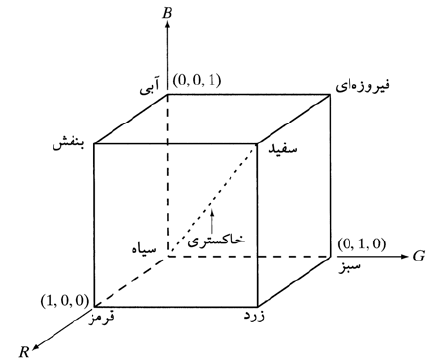 B
آبی (0, 0, 1) فیروزه‌ای
بنفش سفید
خاکستری
سیاه
(0, 1, 0) G
سبز
(1, 0, 0)
قرمز زرد
R